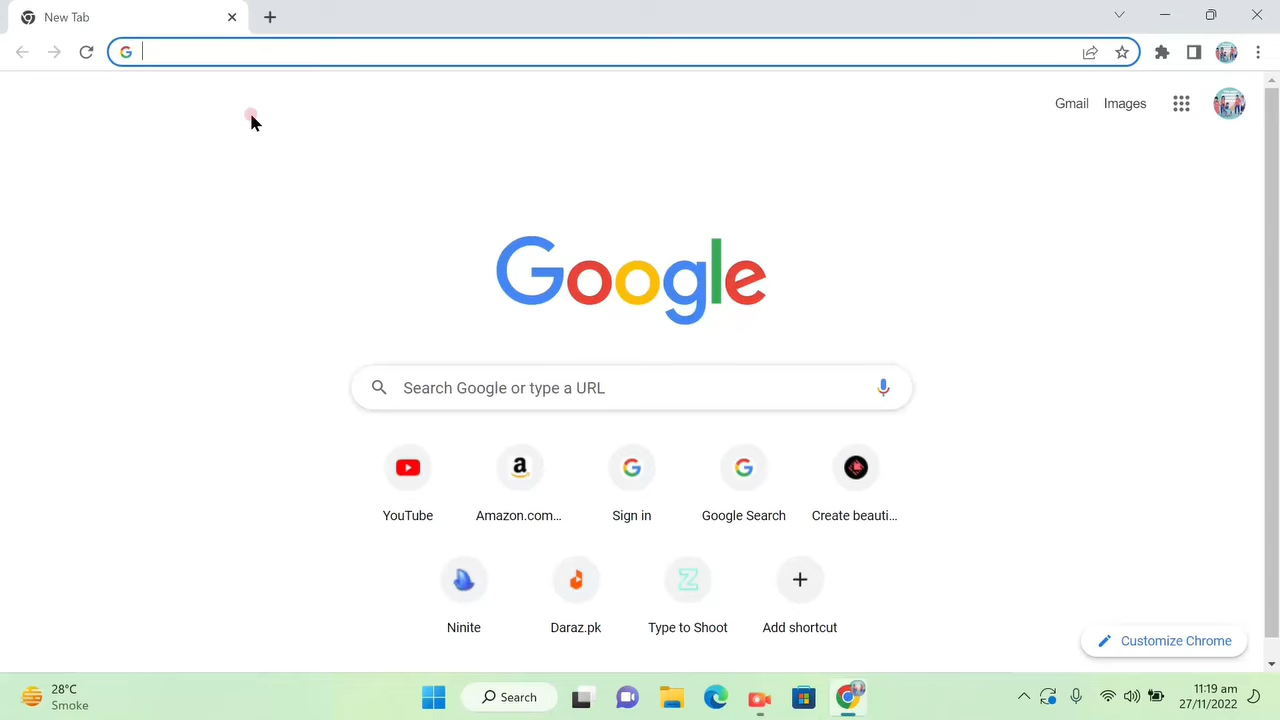 New Tab
Gmail Images
Google
Search Google or type a URL
YouTube Amazon.com... Sign in Google Search Create beauti...
Ninite Daraz.pk Type to Shoot Add shortcut
Customize Chrome
28°C
Smoke
Search
11:19 am
27/11/2022